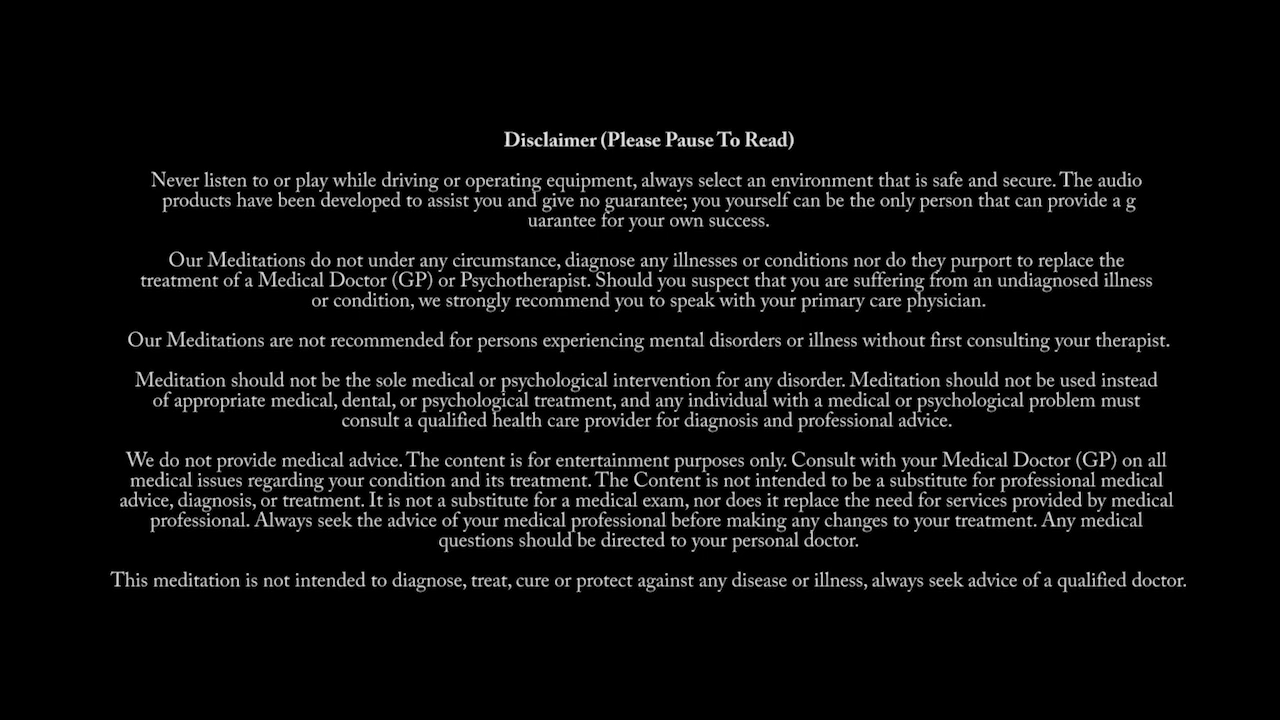 Disclaimer (Please Pause To Read)
Never listen to or play while driving or operating equipment, always select an environment that is safe and secure. The audio
products have been developed to assist you and give no guarantee; you yourself can be the only person that can provide a g
uarantee for your own success.
Our Meditations do not under any circumstance, diagnose any illnesses or conditions nor do they purport to replace the
treatment of a Medical Doctor (GP) or Psychotherapist. Should you suspect that you are suffering from an undiagnosed illness
or condition, we strongly recommend you to speak with your primary care physician.
Our Meditations are not recommended for persons experiencing mental disorders or illness without first consulting your therapist.
Meditation should not be the sole medical or psychological intervention for any disorder. Meditation should not be used instead
of appropriate medical, dental, or psychological treatment, and any individual with a medical or psychological problem must
consult a qualified health care provider for diagnosis and professional advice.
We do not provide medical advice. The content is for entertainment purposes only. Consult with your Medical Doctor (GP) on all
medical issues regarding your condition and its treatment. The Content is not intended to be a substitute for professional medical
advice, diagnosis, or treatment. It is not a substitute for a medical exam, nor does it replace the need for services provided by medical
professional. Always seek the advice of your medical professional before making any changes to your treatment. Any medical
questions should be directed to your personal doctor.
This meditation is not intended to diagnose, treat, cure or protect against any disease or illness, always seek advice of a qualified doctor.